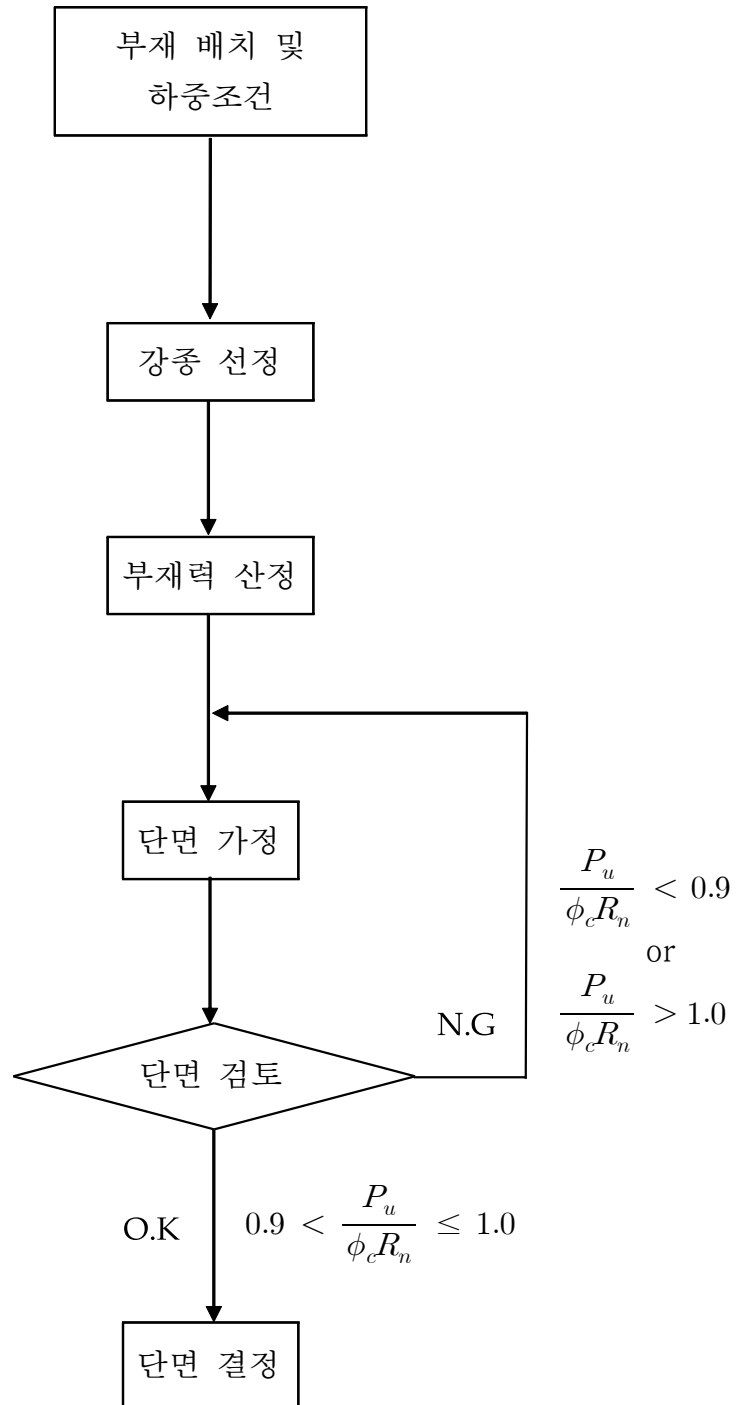 부재 배치 및
하중조건
강종 선정
부재력 산정
단면 가정
P_u / φ_c R_n < 0.9
or
P_u / φ_c R_n > 1.0
N.G
단면 검토
O.K 0.9 < P_u / φ_c R_n ≤ 1.0
단면 결정